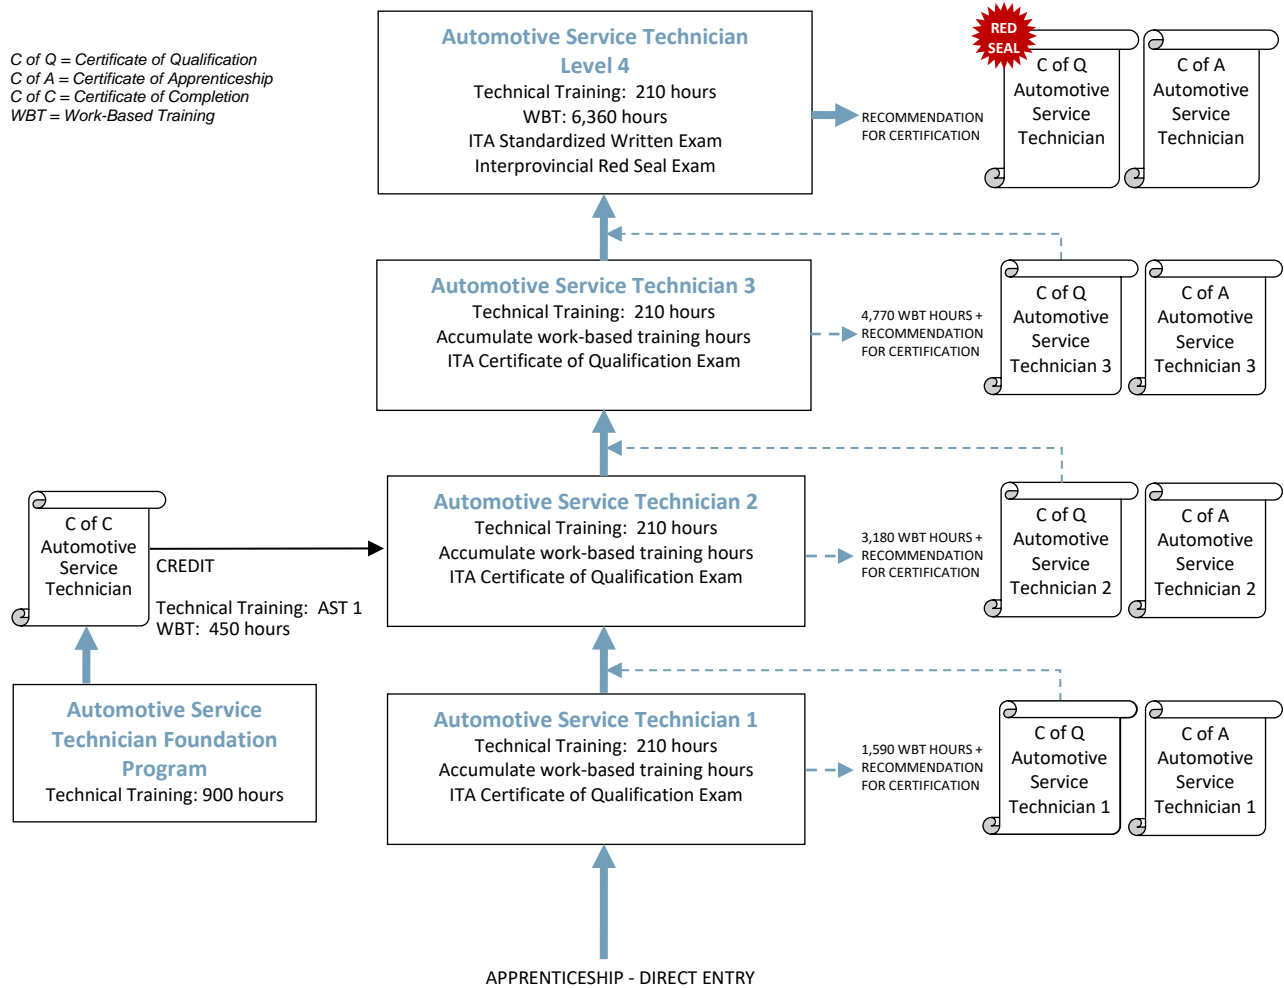 C of Q = Certificate of Qualification
C of A = Certificate of Apprenticeship
C of C = Certificate of Completion
WBT = Work-Based Training
Automotive Service Technician
Level 4
Technical Training:  210 hours
WBT: 6,360 hours
ITA Standardized Written Exam
Interprovincial Red Seal Exam
RECOMMENDATION
FOR CERTIFICATION
RED
SEAL
C of Q
Automotive
Service
Technician
C of A
Automotive
Service
Technician
Automotive Service Technician 3
Technical Training:  210 hours
Accumulate work-based training hours
ITA Certificate of Qualification Exam
4,770 WBT HOURS +
RECOMMENDATION
FOR CERTIFICATION
C of Q
Automotive
Service
Technician 3
C of A
Automotive
Service
Technician 3
C of C
Automotive
Service
Technician
CREDIT
Technical Training:  AST 1
WBT:  450 hours
Automotive Service Technician 2
Technical Training:  210 hours
Accumulate work-based training hours
ITA Certificate of Qualification Exam
3,180 WBT HOURS +
RECOMMENDATION
FOR CERTIFICATION
C of Q
Automotive
Service
Technician 2
C of A
Automotive
Service
Technician 2
Automotive Service
Technician Foundation
Program
Technical Training: 900 hours
Automotive Service Technician 1
Technical Training:  210 hours
Accumulate work-based training hours
ITA Certificate of Qualification Exam
1,590 WBT HOURS +
RECOMMENDATION
FOR CERTIFICATION
C of Q
Automotive
Service
Technician 1
C of A
Automotive
Service
Technician 1
APPRENTICESHIP - DIRECT ENTRY